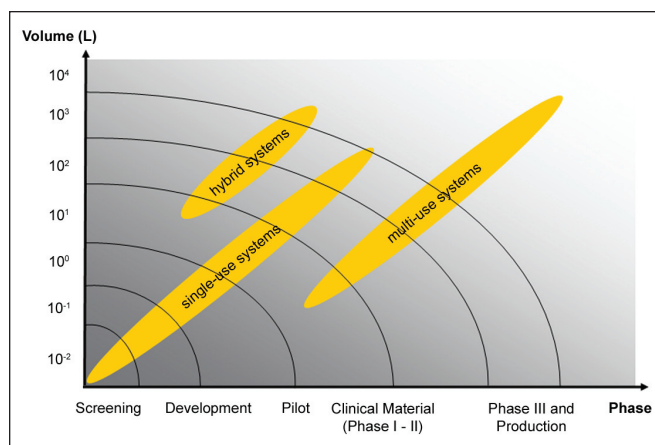 Volume (L)
10⁴
10³
10²
10¹
10⁰
10⁻¹
10⁻²
hybrid systems
single-use systems
multi-use systems
Screening
Development
Pilot
Clinical Material
(Phase I - II)
Phase III and
Production
Phase